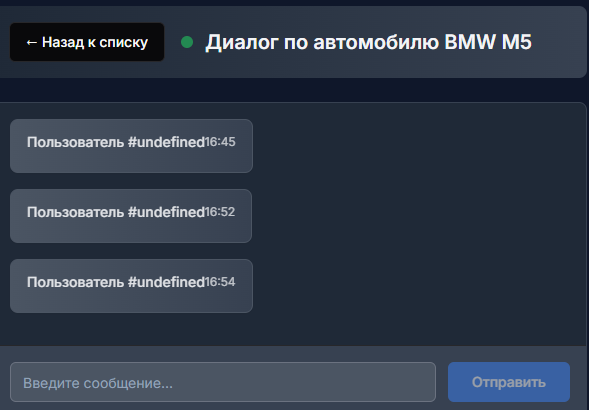 ← Назад к списку
Диалог по автомобилю BMW M5
Пользователь #undefined16:45
Пользователь #undefined16:52
Пользователь #undefined16:54
Введите сообщение...
Отправить